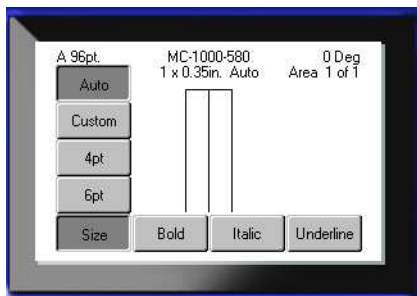 A 96pt. MC-1000-580 0 Deg
1 x 0.35in. Auto Area 1 of 1
Auto
Custom
4pt
6pt
Size Bold Italic Underline